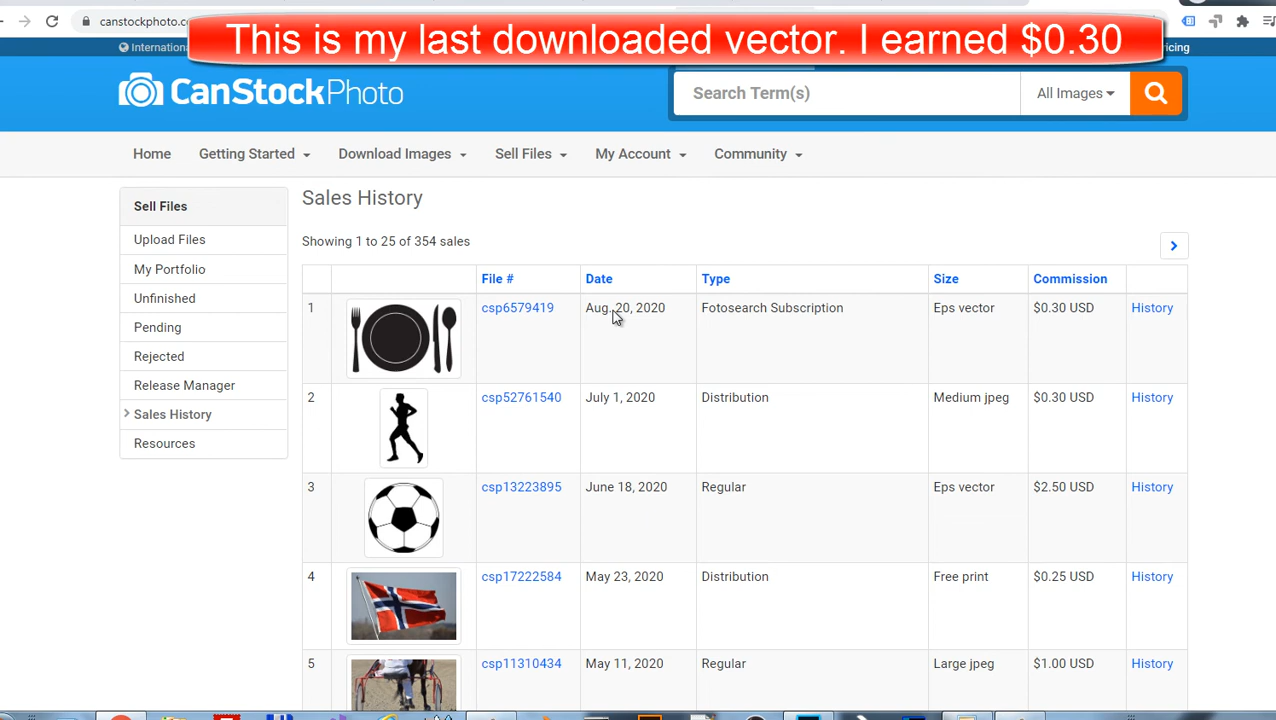 canstockphoto.c
This is my last downloaded vector. I earned $0.30
Internationa
ricing
CanStockPhoto
Search Term(s)
All Images
Home
Getting Started
Download Images
Sell Files
My Account
Community
Sell Files
Upload Files
My Portfolio
Unfinished
Pending
Rejected
Release Manager
Sales History
Resources
Sales History
Showing 1 to 25 of 354 sales
File # Date Type Size Commission
1 csp6579419 Aug. 20, 2020 Fotosearch Subscription Eps vector $0.30 USD History
2 csp52761540 July 1, 2020 Distribution Medium jpeg $0.30 USD History
3 csp13223895 June 18, 2020 Regular Eps vector $2.50 USD History
4 csp17222584 May 23, 2020 Distribution Free print $0.25 USD History
5 csp11310434 May 11, 2020 Regular Large jpeg $1.00 USD History